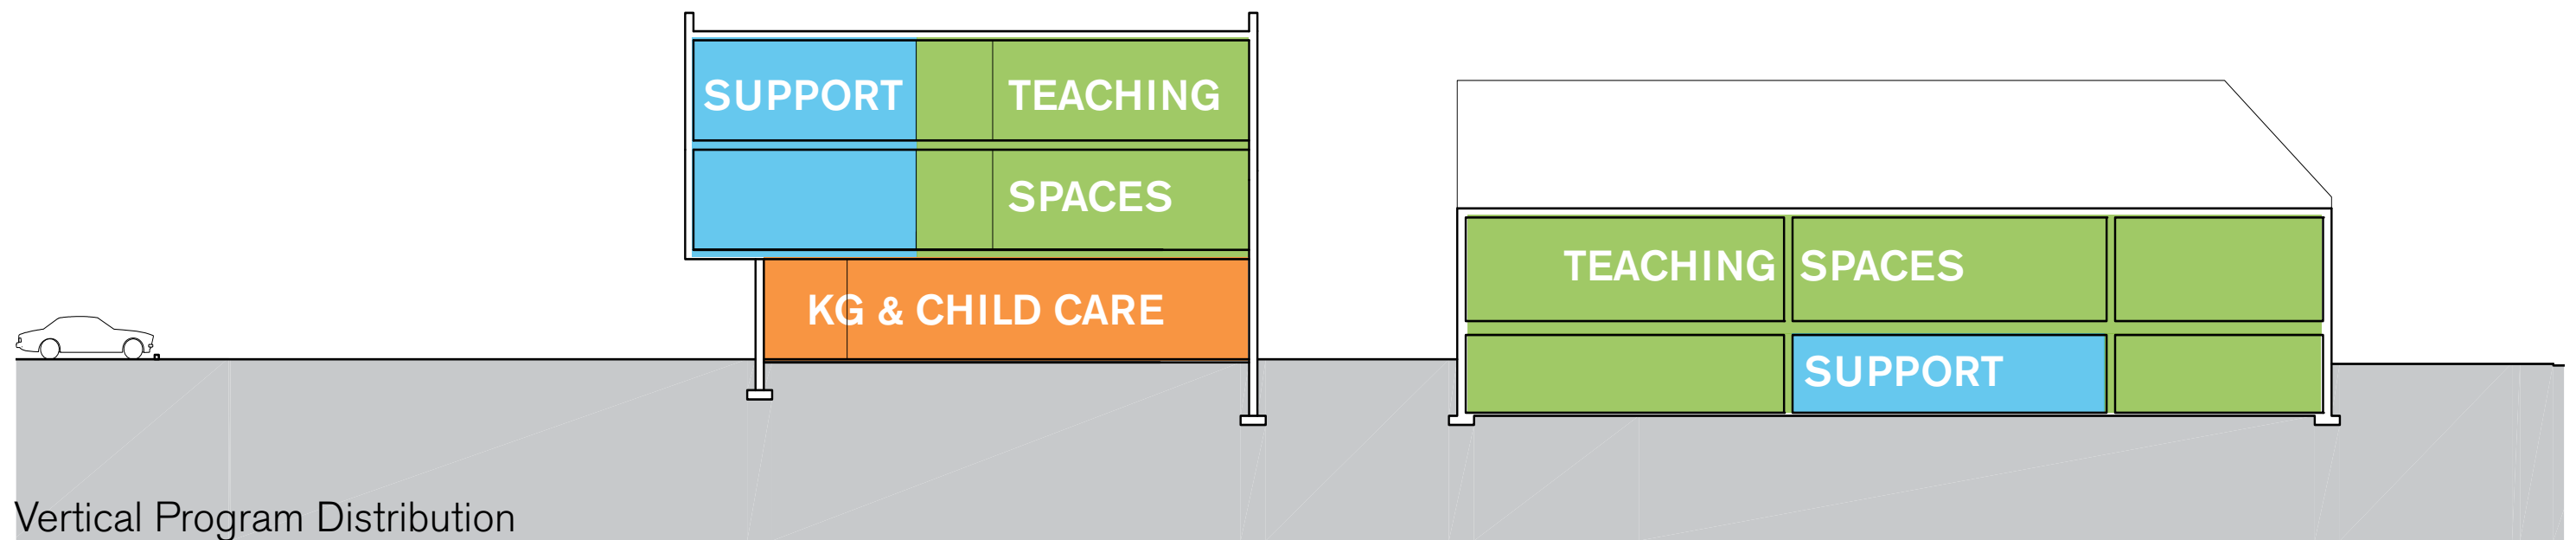 SUPPORT
TEACHING
SPACES
KG & CHILD CARE
TEACHING SPACES
SUPPORT
Vertical Program Distribution